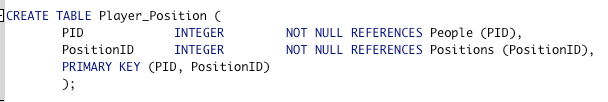 CREATE TABLE Player_Position (
PID INTEGER NOT NULL REFERENCES People (PID),
PositionID INTEGER NOT NULL REFERENCES Positions (PositionID),
PRIMARY KEY (PID, PositionID)
);